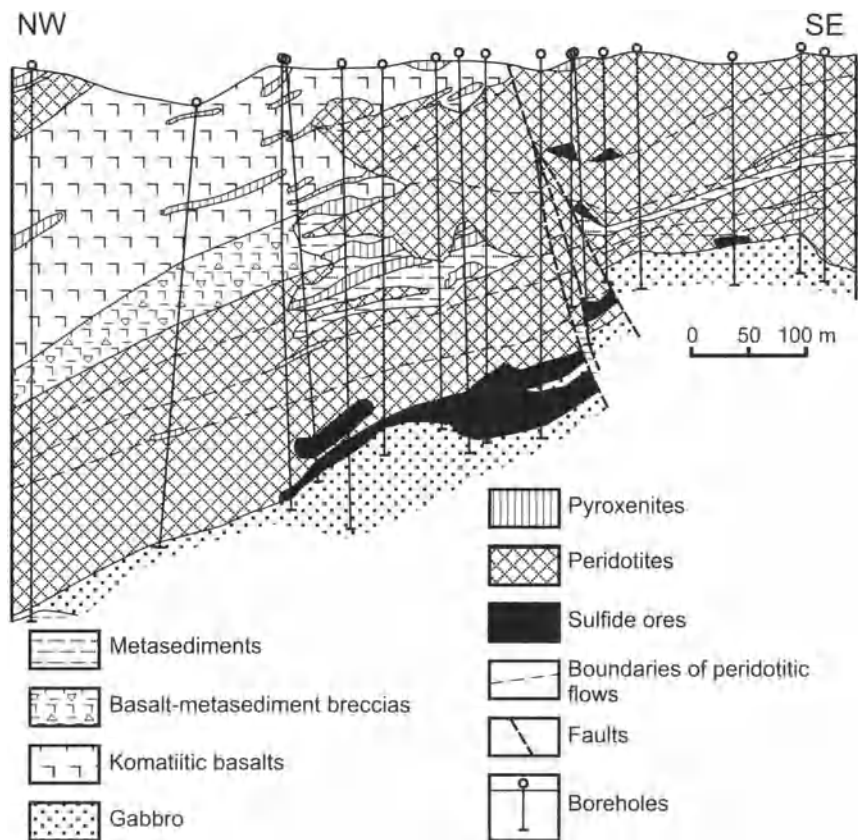 NW
SE
0 50 100 m
Pyroxenites
Peridotites
Sulfide ores
Boundaries of peridotitic
flows
Faults
Boreholes
Metasediments
Basalt-metasediment breccias
Komatiitic basalts
Gabbro